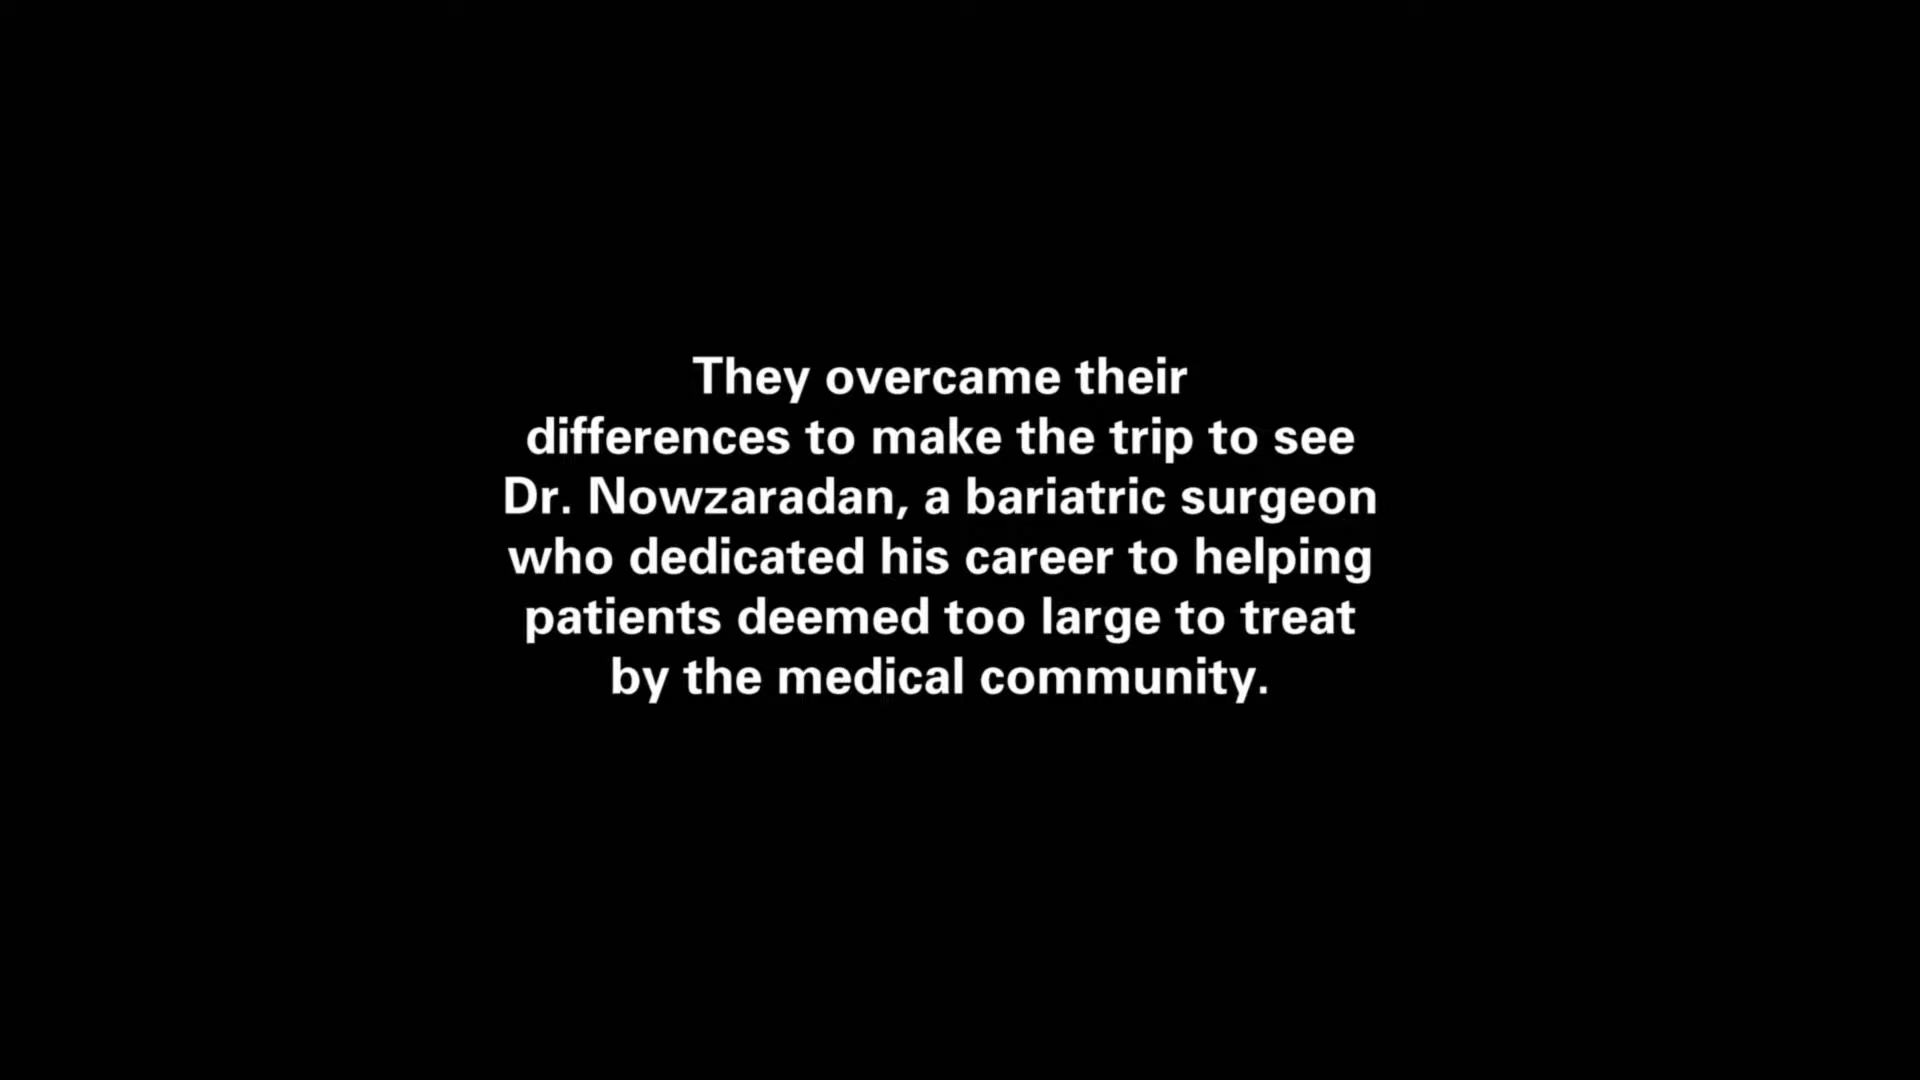 They overcame their
differences to make the trip to see
Dr. Nowzaradan, a bariatric surgeon
who dedicated his career to helping
patients deemed too large to treat
by the medical community.